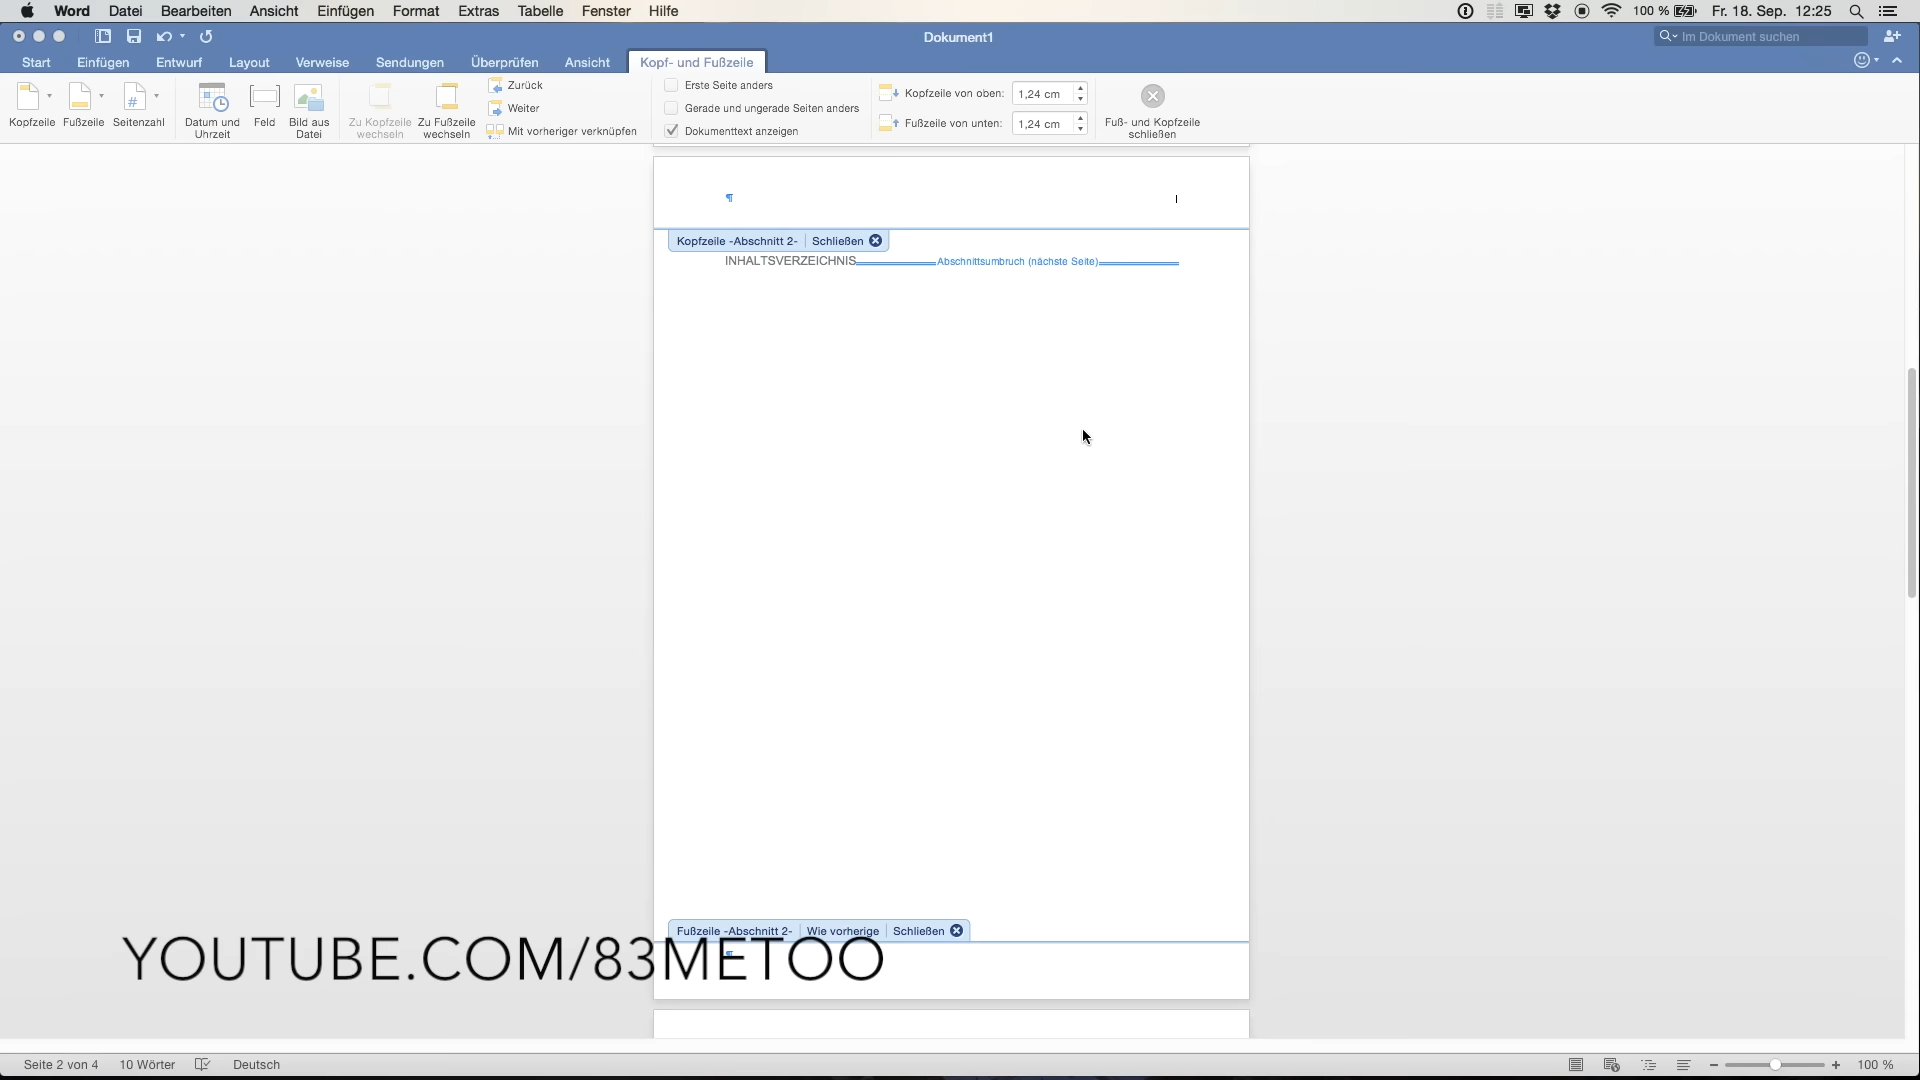 Word Datei Bearbeiten Ansicht Einfügen Format Extras Tabelle Fenster Hilfe 100 % Fr. 18. Sep. 12:25
Dokument1
Im Dokument suchen
Start Einfügen Entwurf Layout Verweise Sendungen Überprüfen Ansicht Kopf- und Fußzeile
Kopfzeile
Fußzeile
Seitenzahl
Datum und
Uhrzeit
Feld
Bild aus
Datei
Zu Kopfzeile
wechseln
Zu Fußzeile
wechseln
Zurück
Weiter
Mit vorheriger verknüpfen
Erste Seite anders
Gerade und ungerade Seiten anders
Dokumenttext anzeigen
Kopfzeile von oben: 1,24 cm
Fußzeile von unten: 1,24 cm
Fuß- und Kopfzeile
schließen
¶
Kopfzeile -Abschnitt 2- Schließen
INHALTSVERZEICHNIS Abschnittsumbruch (nächste Seite)
Fußzeile -Abschnitt 2- Wie vorherige Schließen
¶
YOUTUBE.COM/83METOO
Seite 2 von 4 10 Wörter Deutsch 100 %